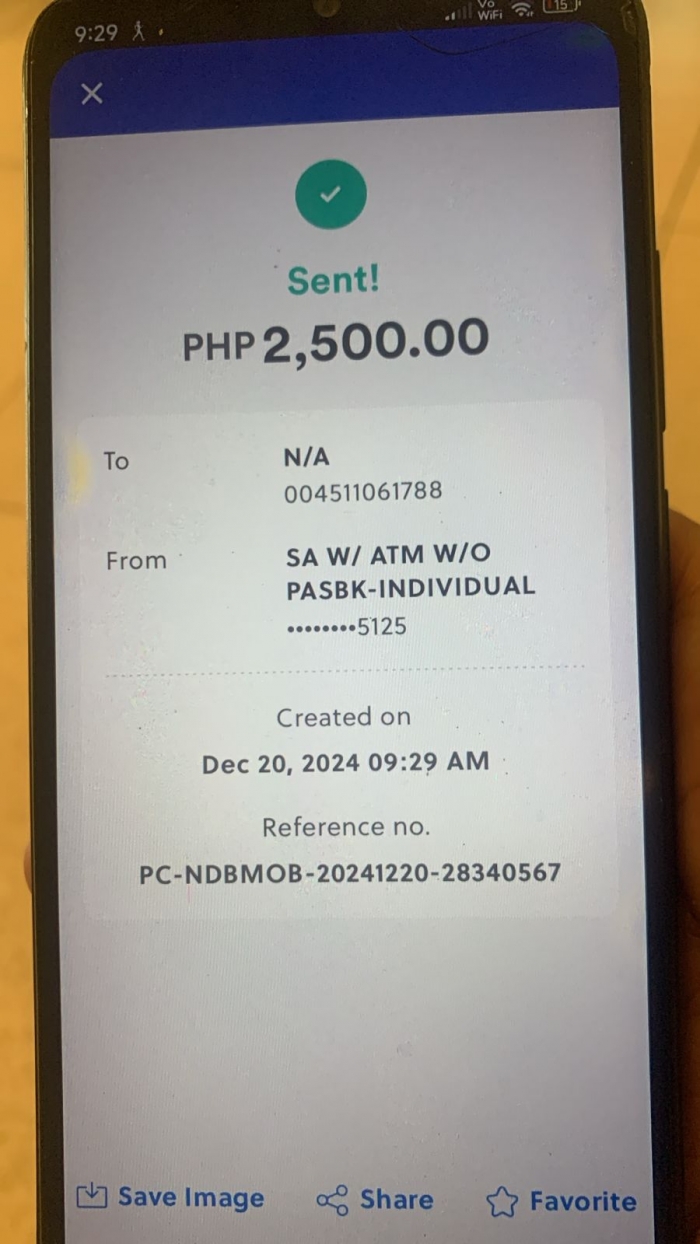 9:29
Vo
WiFi
15
Sent!
PHP 2,500.00
To
N/A
004511061788
From
SA W/ ATM W/O
PASBK-INDIVIDUAL
••••••••5125
Created on
Dec 20, 2024 09:29 AM
Reference no.
PC-NDBMOB-20241220-28340567
Save Image
Share
Favorite